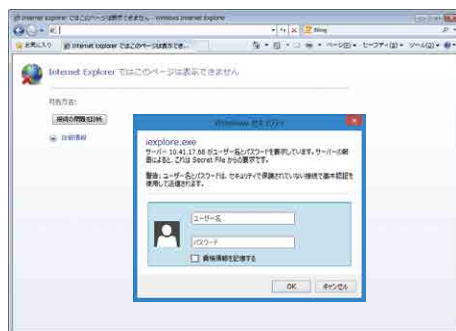 Internet Explorer ではこのページは表示できません - Windows Internet Explorer
Bing
お気に入り
Internet Explorer ではこのページは表示でき...
ページ(P)
セーフティ(S)
ツール(O)
Internet Explorer ではこのページは表示できません
対処方法:
接続の問題を診断
詳細情報
Windows セキュリティ
iexplore.exe
サーバー 10.41.17.66 がユーザー名とパスワードを要求しています。サーバーの報
告によると、これは Secret File からの要求です。
警告: ユーザー名とパスワードは、セキュリティで保護されていない接続で基本認証を
使用して送信されます。
ユーザー名
パスワード
資格情報を記憶する
OK
キャンセル